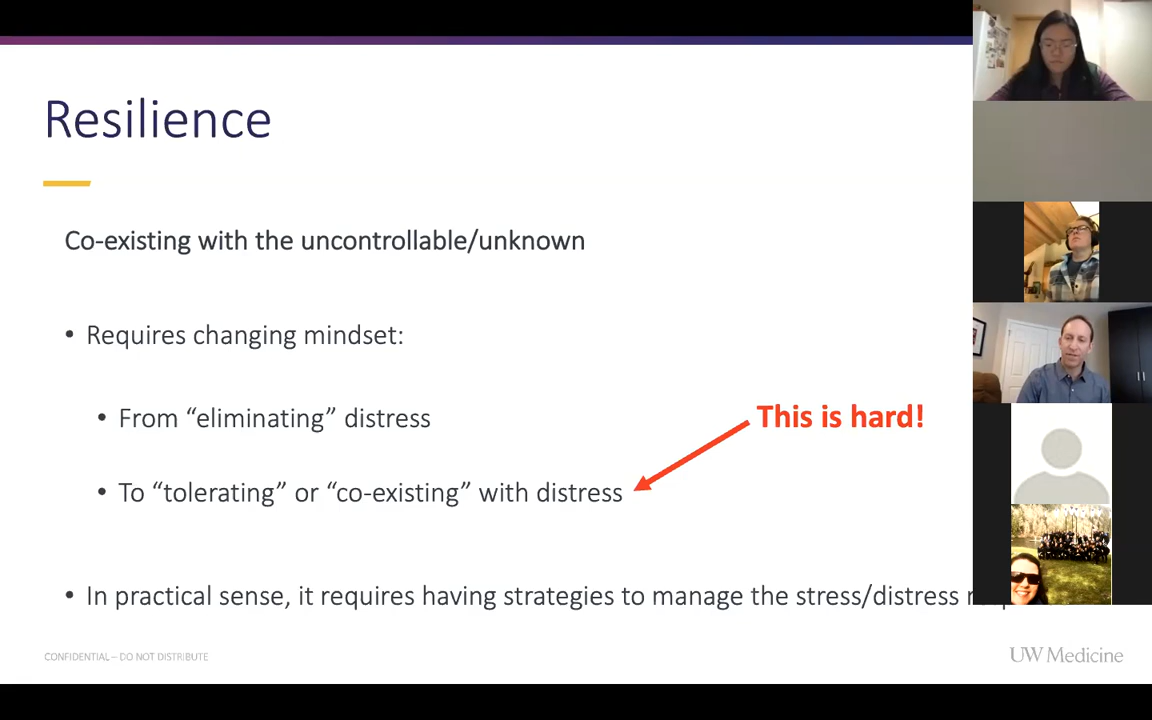 Resilience
Co-existing with the uncontrollable/unknown
• Requires changing mindset:
• From “eliminating” distress
This is hard!
• To “tolerating” or “co-existing” with distress
• In practical sense, it requires having strategies to manage the stress/distress
CONFIDENTIAL – DO NOT DISTRIBUTE
UW Medicine